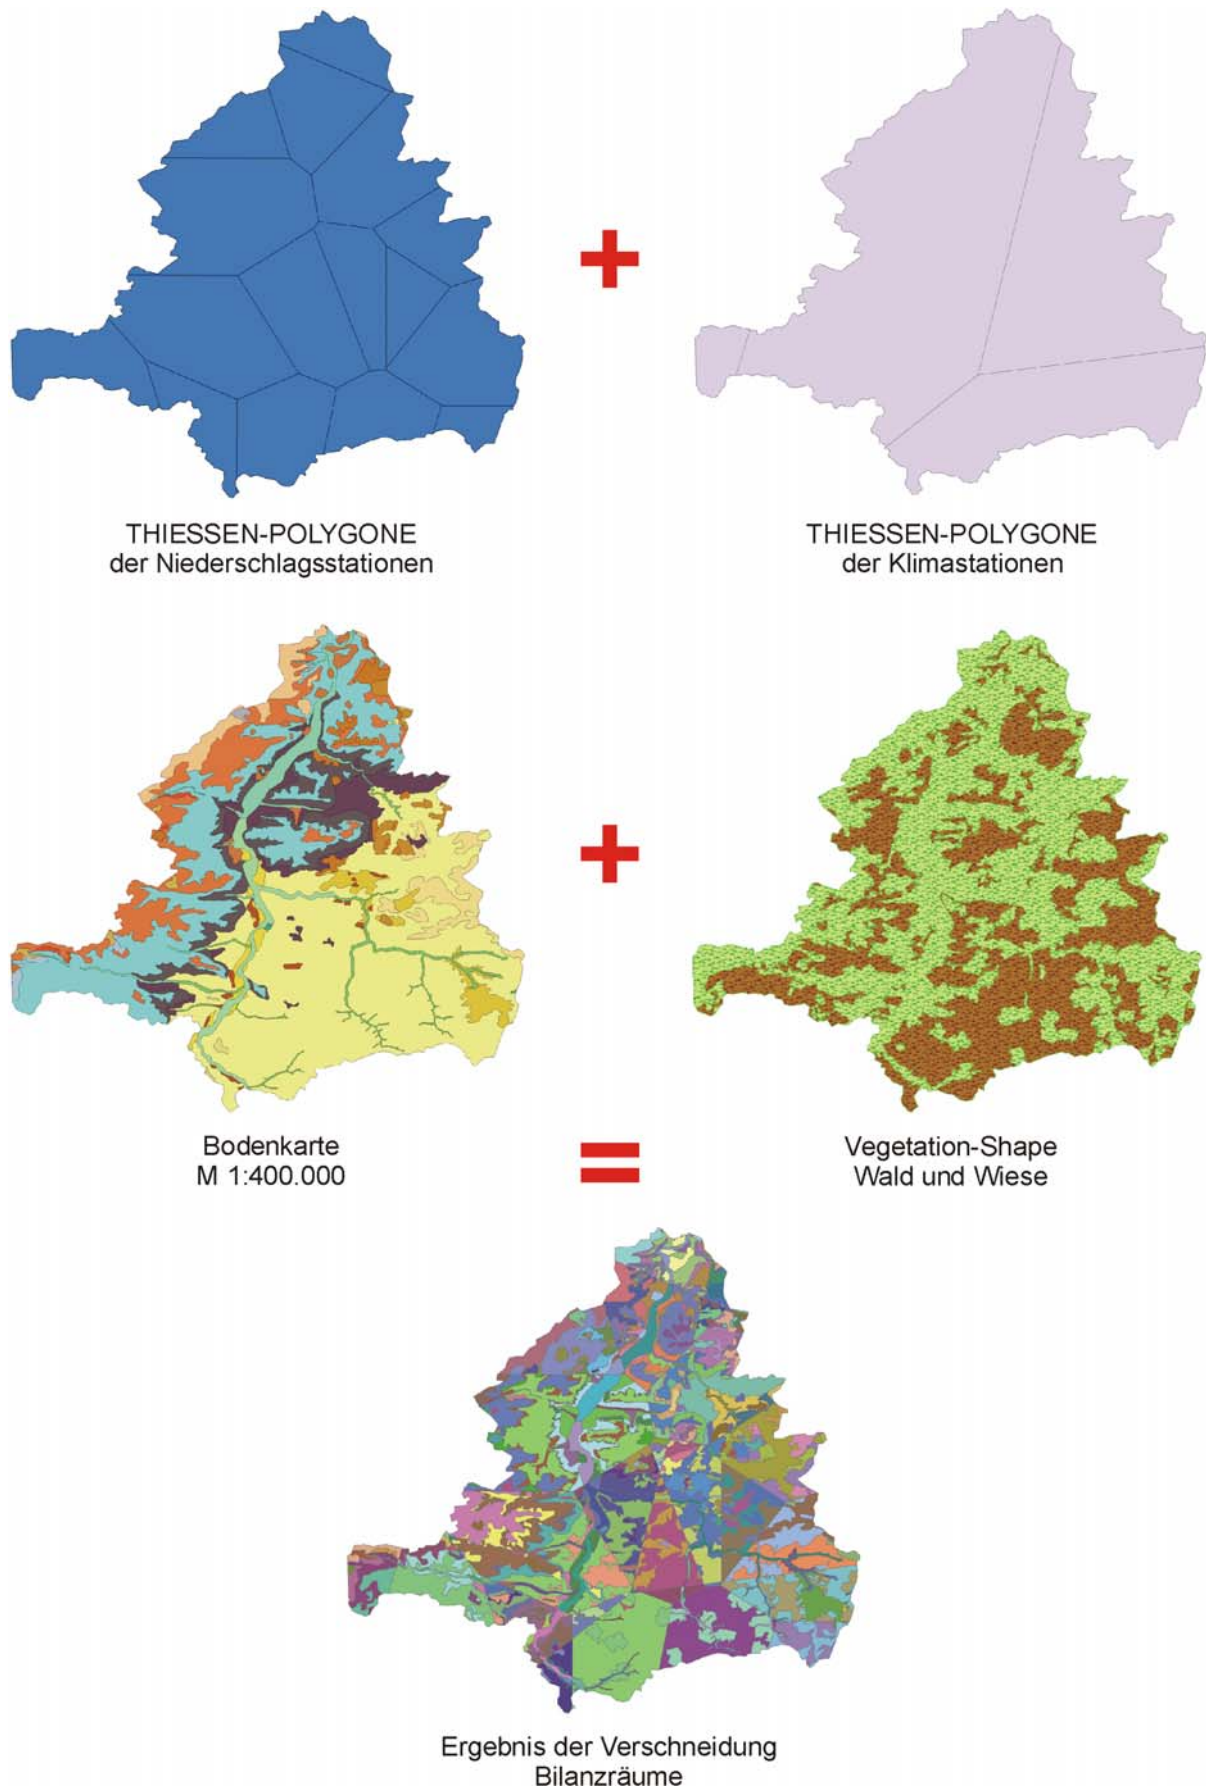 THIESSEN-POLYGONE
der Niederschlagsstationen
THIESSEN-POLYGONE
der Klimastationen
Bodenkarte
M 1:400.000
Vegetation-Shape
Wald und Wiese
Ergebnis der Verschneidung
Bilanzräume